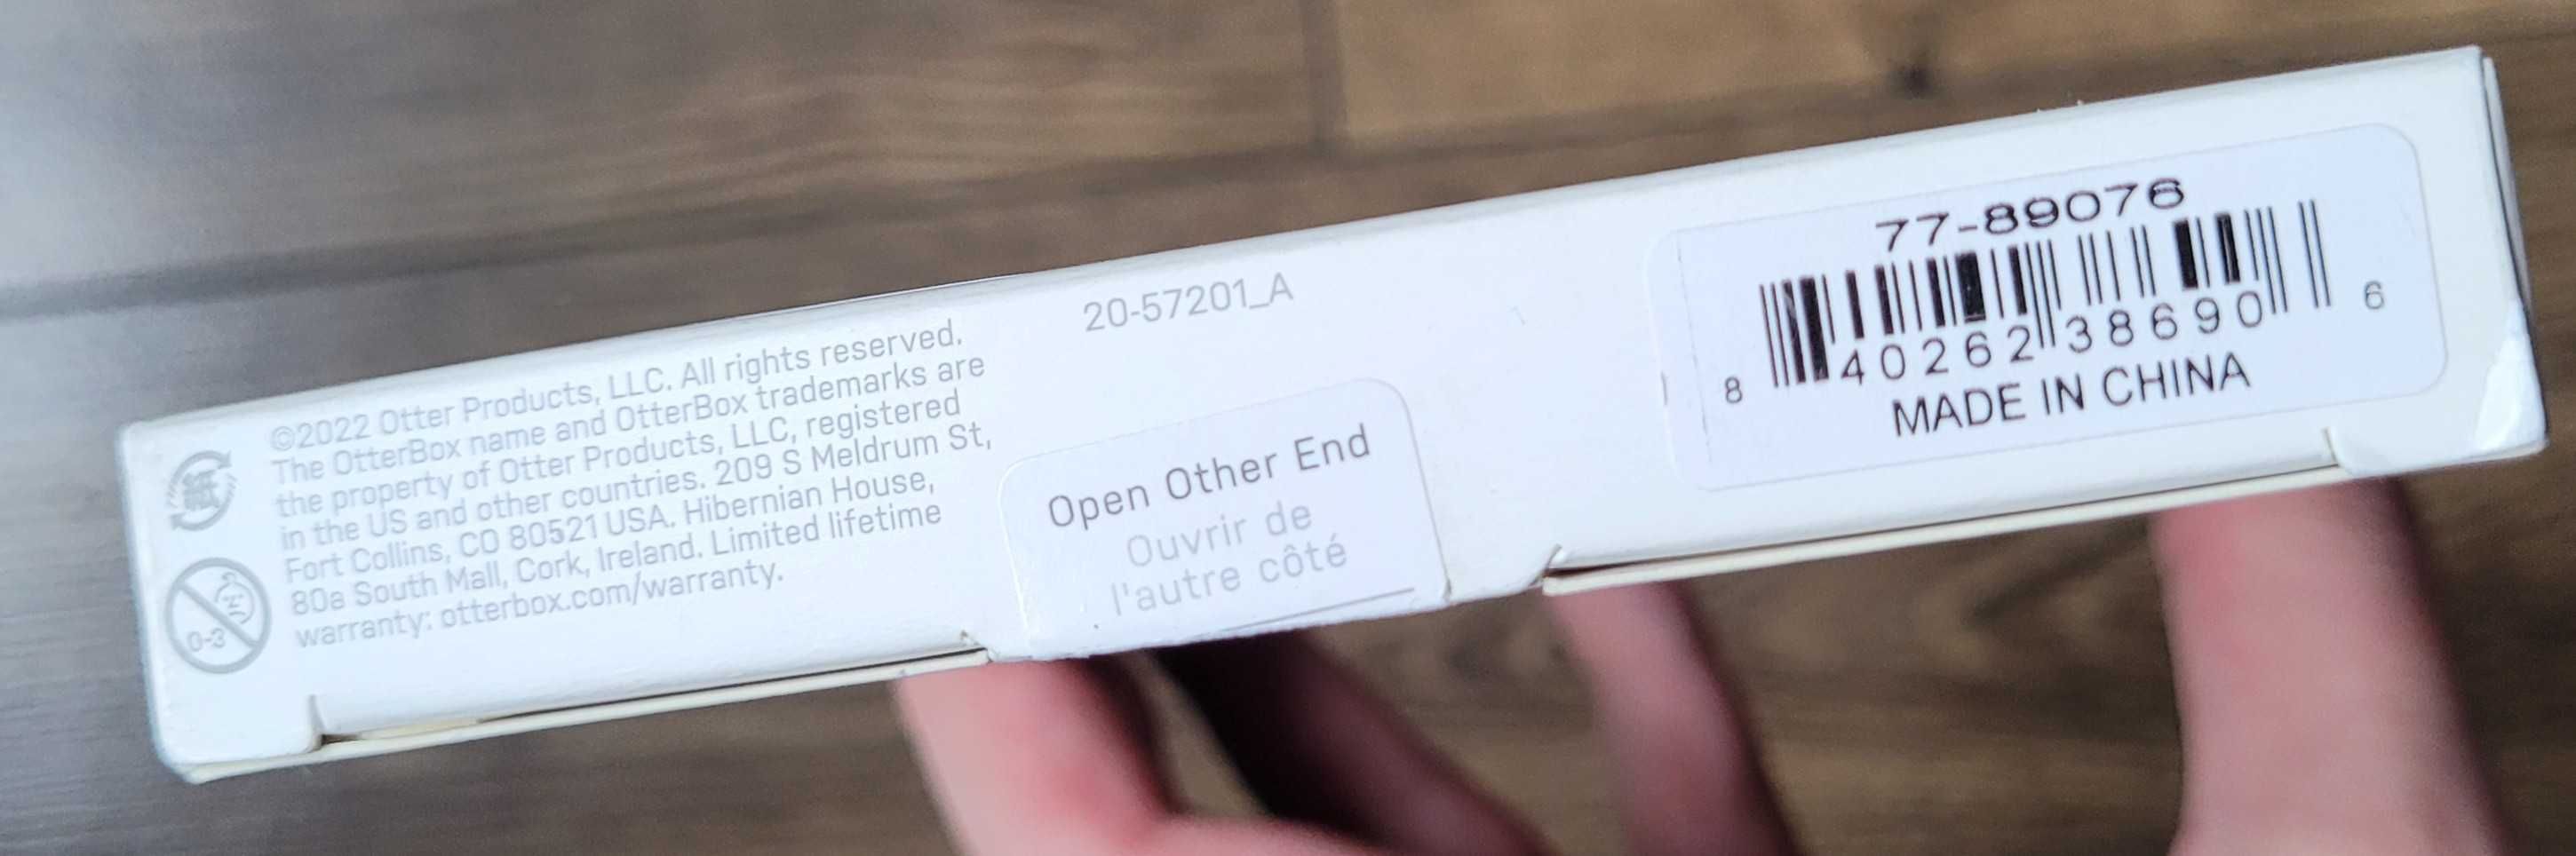 紙
0-3
©2022 Otter Products, LLC. All rights reserved.
The OtterBox name and OtterBox trademarks are
the property of Otter Products, LLC, registered
in the US and other countries. 209 S Meldrum St,
Fort Collins, CO 80521 USA. Hibernian House,
80a South Mall, Cork, Ireland. Limited lifetime
warranty: otterbox.com/warranty.
20-57201_A
Open Other End
Ouvrir de
l'autre côté
77-89076
8 40262 38690 6
MADE IN CHINA